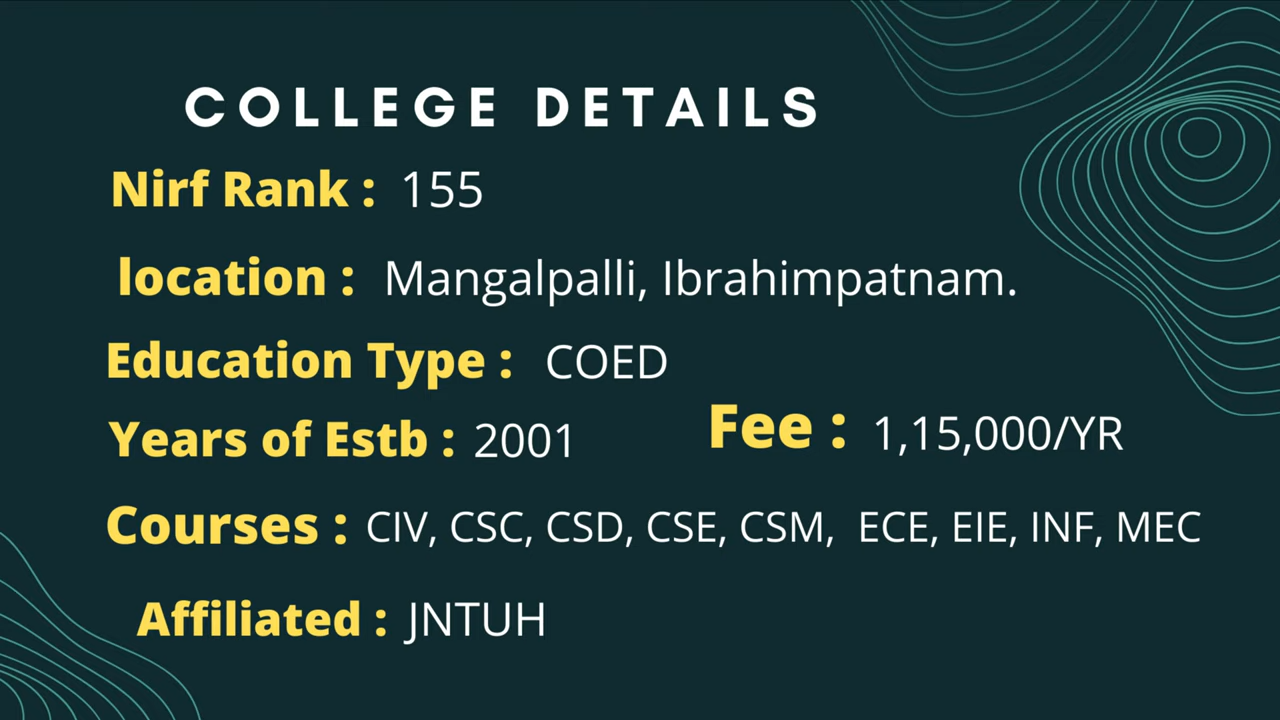 COLLEGE DETAILS
Nirf Rank : 155
location : Mangalpalli, Ibrahimpatnam.
Education Type : COED
Years of Estb : 2001
Fee : 1,15,000/YR
Courses : CIV, CSC, CSD, CSE, CSM, ECE, EIE, INF, MEC
Affiliated : JNTUH